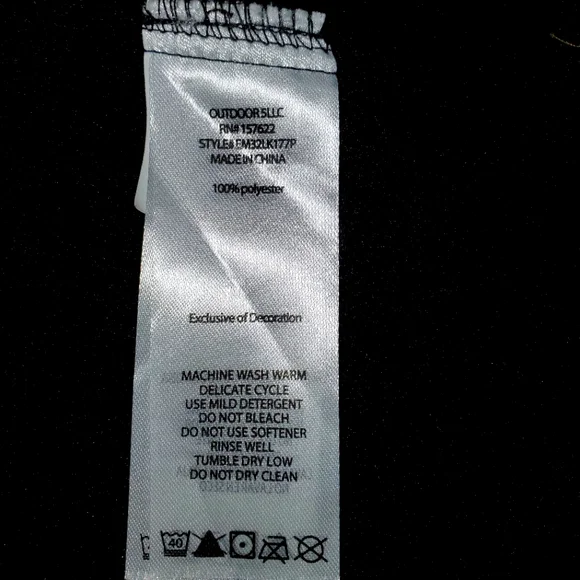 OUTDOOR 5 LLC
RN# 157622
STYLE# EM32LK177P
MADE IN CHINA
100% polyester
Exclusive of Decoration
MACHINE WASH WARM
DELICATE CYCLE
USE MILD DETERGENT
DO NOT BLEACH
DO NOT USE SOFTENER
RINSE WELL
TUMBLE DRY LOW
DO NOT DRY CLEAN
40